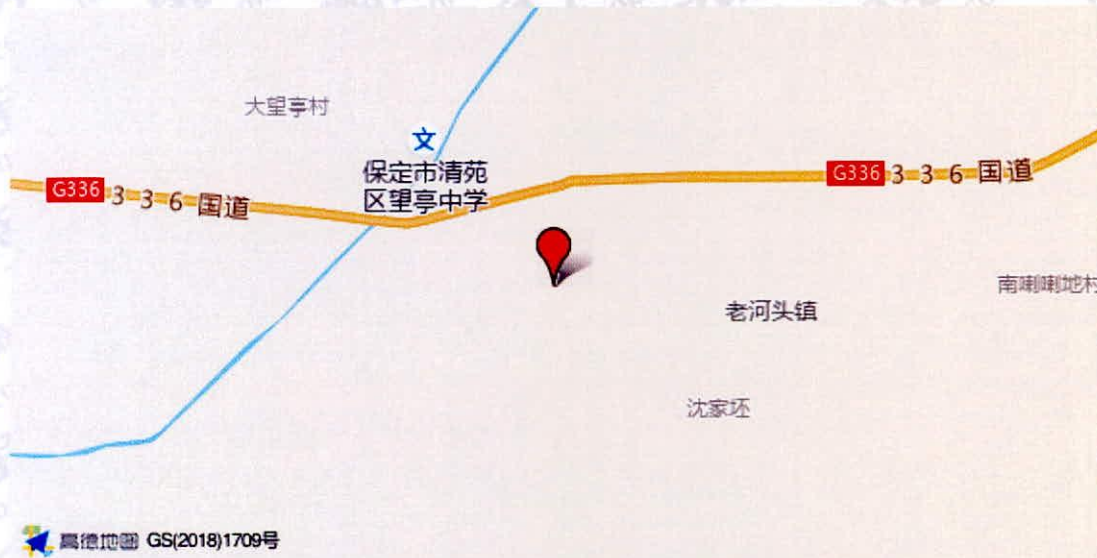 大望亭村
文
保定市清苑
区望亭中学
G336 336国道
G336 336国道
南喇喇地村
老河头镇
沈家坯
高德地图 GS(2018)1709号